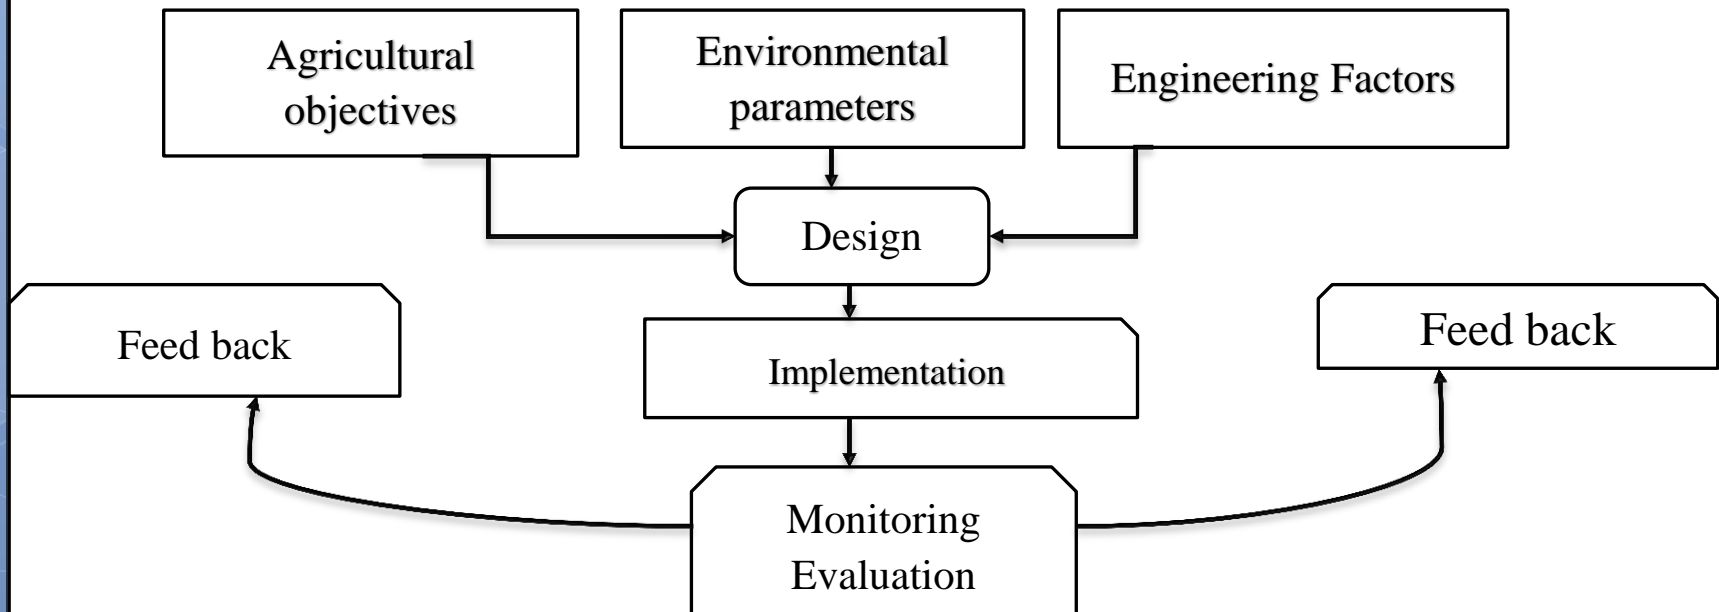 Agricultural
objectives
Environmental
parameters
Engineering Factors
Design
Feed back
Implementation
Feed back
Monitoring
Evaluation